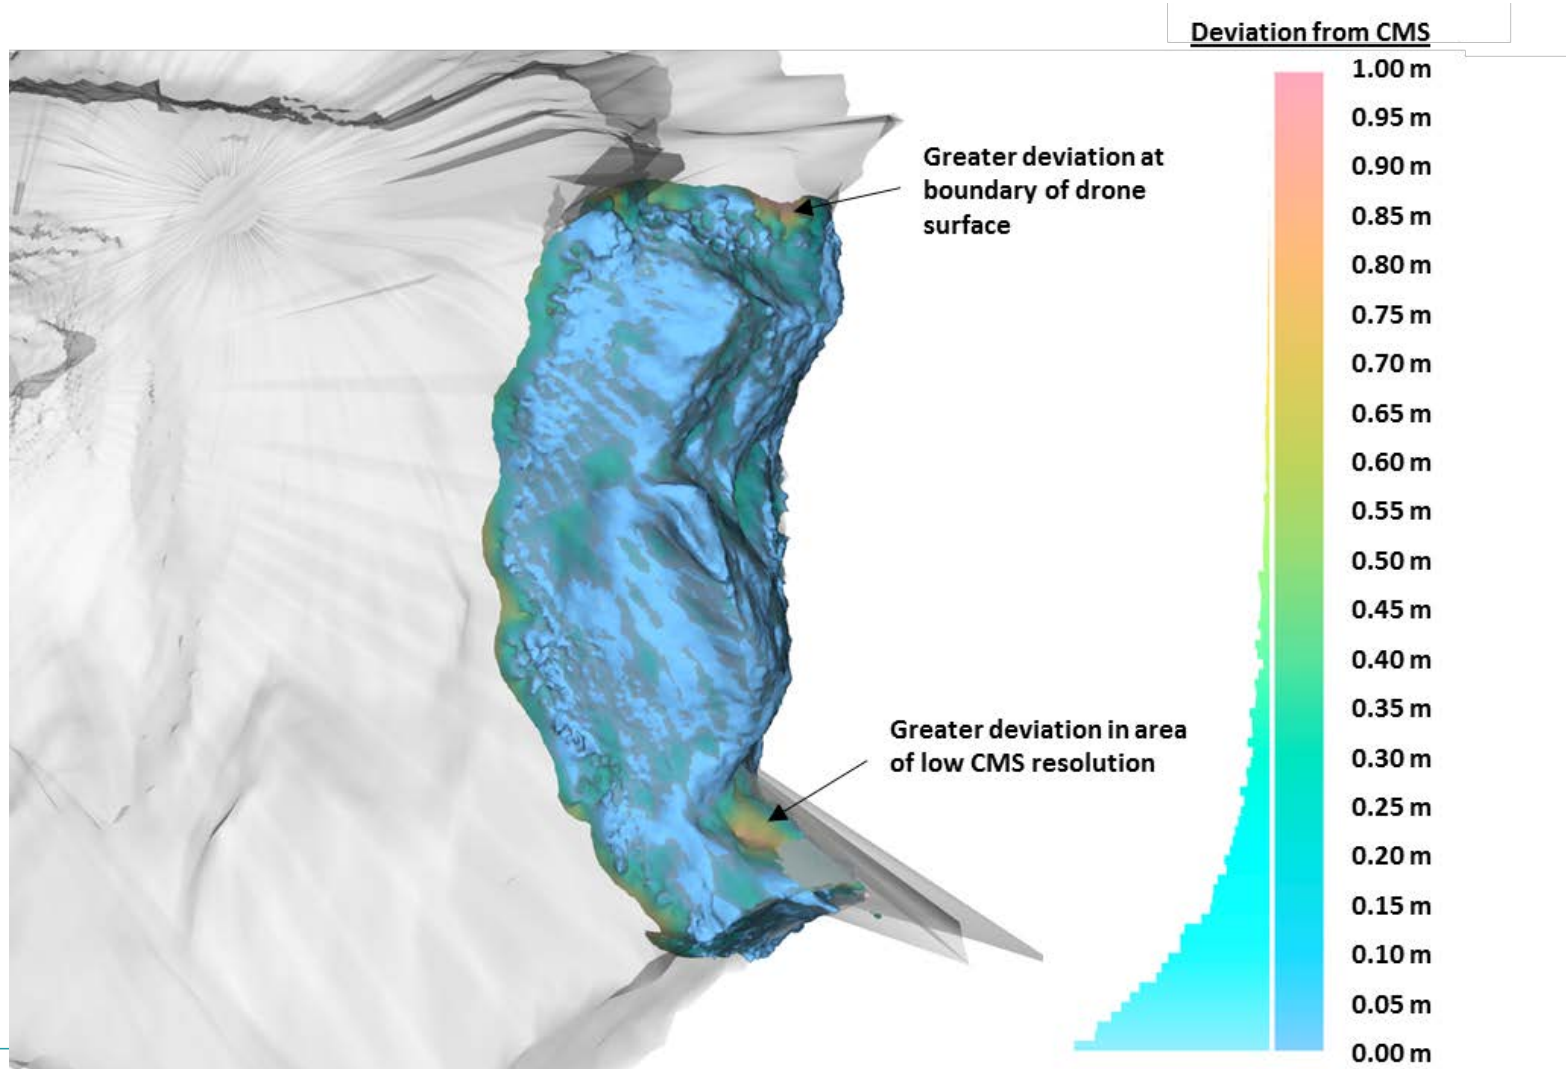 Deviation from CMS
1.00 m
0.95 m
0.90 m
0.85 m
0.80 m
0.75 m
0.70 m
0.65 m
0.60 m
0.55 m
0.50 m
0.45 m
0.40 m
0.35 m
0.30 m
0.25 m
0.20 m
0.15 m
0.10 m
0.05 m
0.00 m
Greater deviation at
boundary of drone
surface
Greater deviation in area
of low CMS resolution